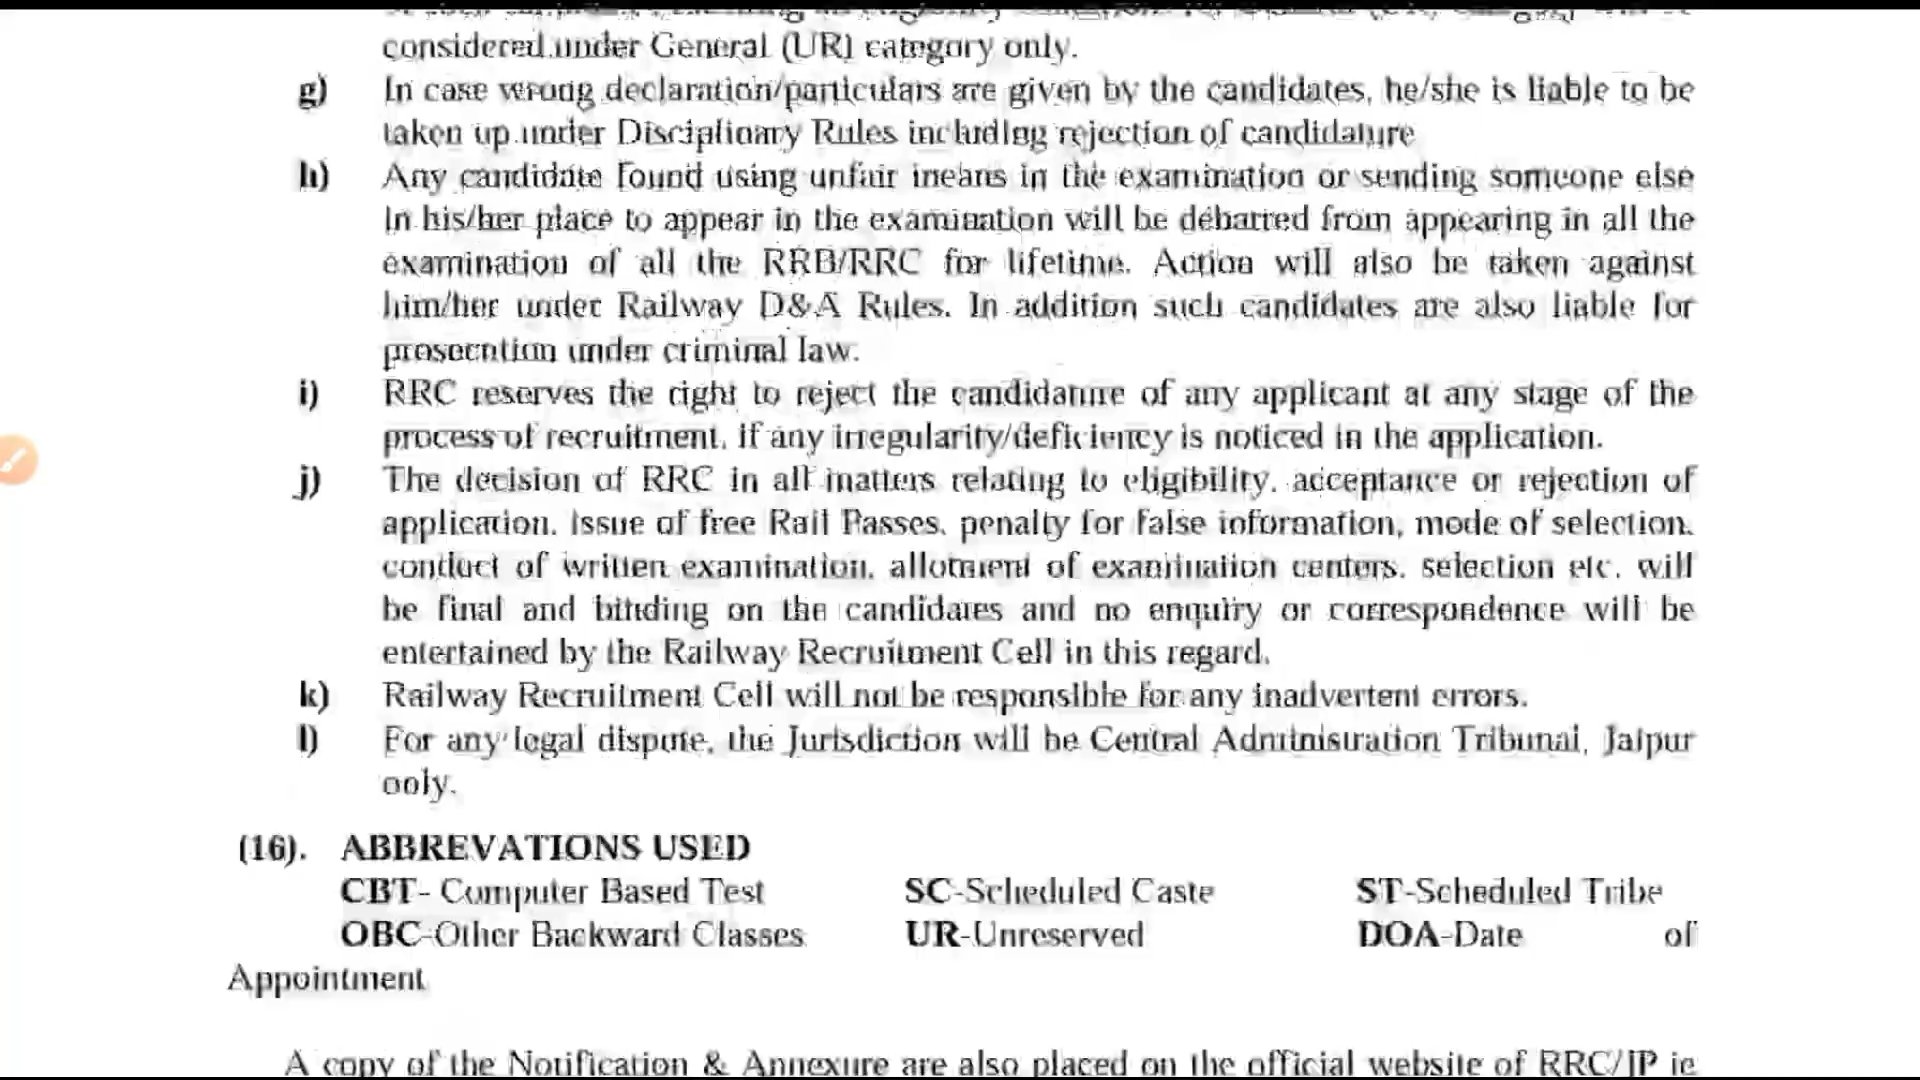 considered under General (UR) category only.
g) In case wrong declaration/particulars are given by the candidates, he/she is liable to be
taken up under Disciplinary Rules including rejection of candidature
h) Any candidate found using unfair means in the examination or sending someone else
in his/her place to appear in the examination will be debarred from appearing in all the
examination of all the RRB/RRC for lifetime. Action will also be taken against
him/her under Railway D&A Rules. In addition such candidates are also liable for
prosecution under criminal law.
i) RRC reserves the right to reject the candidature of any applicant at any stage of the
process of recruitment, if any irregularity/deficiency is noticed in the application.
j) The decision of RRC in all matters relating to eligibility, acceptance or rejection of
application, issue of free Rail Passes, penalty for false information, mode of selection,
conduct of written examination, allotment of examination centers, selection etc. will
be final and binding on the candidates and no enquiry or correspondence will be
entertained by the Railway Recruitment Cell in this regard.
k) Railway Recruitment Cell will not be responsible for any inadvertent errors.
l) For any legal dispute, the Jurisdiction will be Central Administration Tribunal, Jaipur
only.
(16). ABBREVATIONS USED
CBT- Computer Based Test SC-Scheduled Caste ST-Scheduled Tribe
OBC-Other Backward Classes UR-Unreserved DOA-Date of
Appointment
A copy of the Notification & Annexure are also placed on the official website of RRC/JP ie